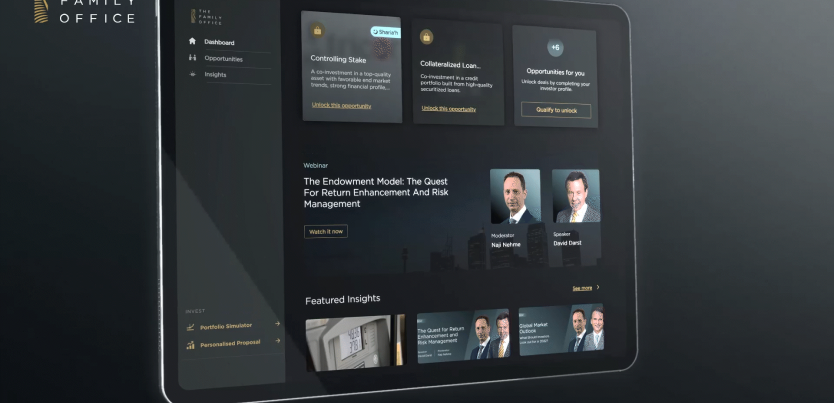 FAMILY
OFFICE
THE
FAMILY
OFFICE
Dashboard
Opportunities
Insights
INVEST
Portfolio Simulator
Personalised Proposal
Shariah
Controlling Stake
A co-investment in a top-quality
asset with favorable end market
trends, strong financial profile,...
Unlock this opportunity
Collateralized Loan...
Co-investment in a credit
portfolio built from high-quality
securitized loans.
Unlock this opportunity
+6
Opportunities for you
Unlock deals by completing your
investor profile.
Qualify to unlock
Webinar
The Endowment Model: The Quest
For Return Enhancement And Risk
Management
Watch it now
Moderator
Naji Nehme
Speaker
David Darst
Featured Insights
See more
The Quest for Return
Enhancement and
Risk Management
Global Market
Outlook